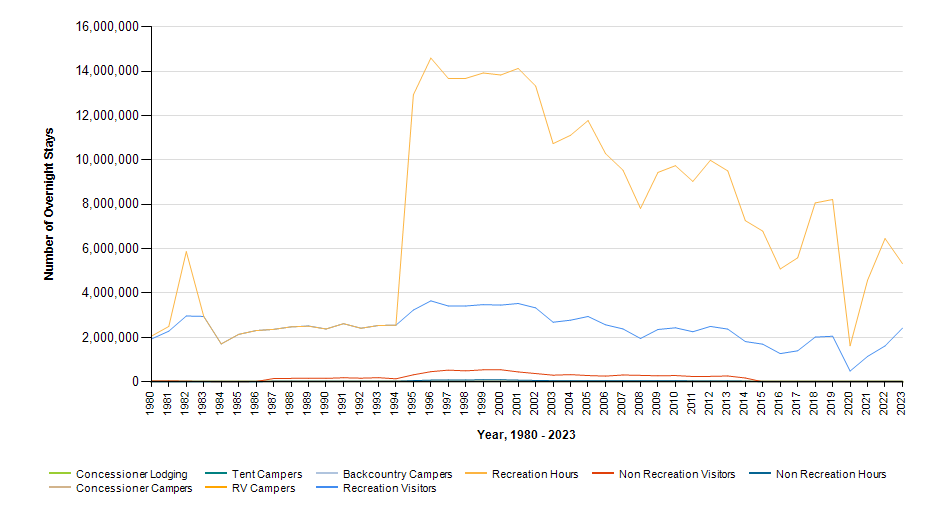 16,000,000
14,000,000
12,000,000
10,000,000
8,000,000
6,000,000
4,000,000
2,000,000
0
Number of Overnight Stays
1980 1981 1982 1983 1984 1985 1986 1987 1988 1989 1990 1991 1992 1993 1994 1995 1996 1997 1998 1999 2000 2001 2002 2003 2004 2005 2006 2007 2008 2009 2010 2011 2012 2013 2014 2015 2016 2017 2018 2019 2020 2021 2022 2023
Year, 1980 - 2023
Concessioner Lodging Tent Campers Backcountry Campers Recreation Hours Non Recreation Visitors Non Recreation Hours
Concessioner Campers RV Campers Recreation Visitors